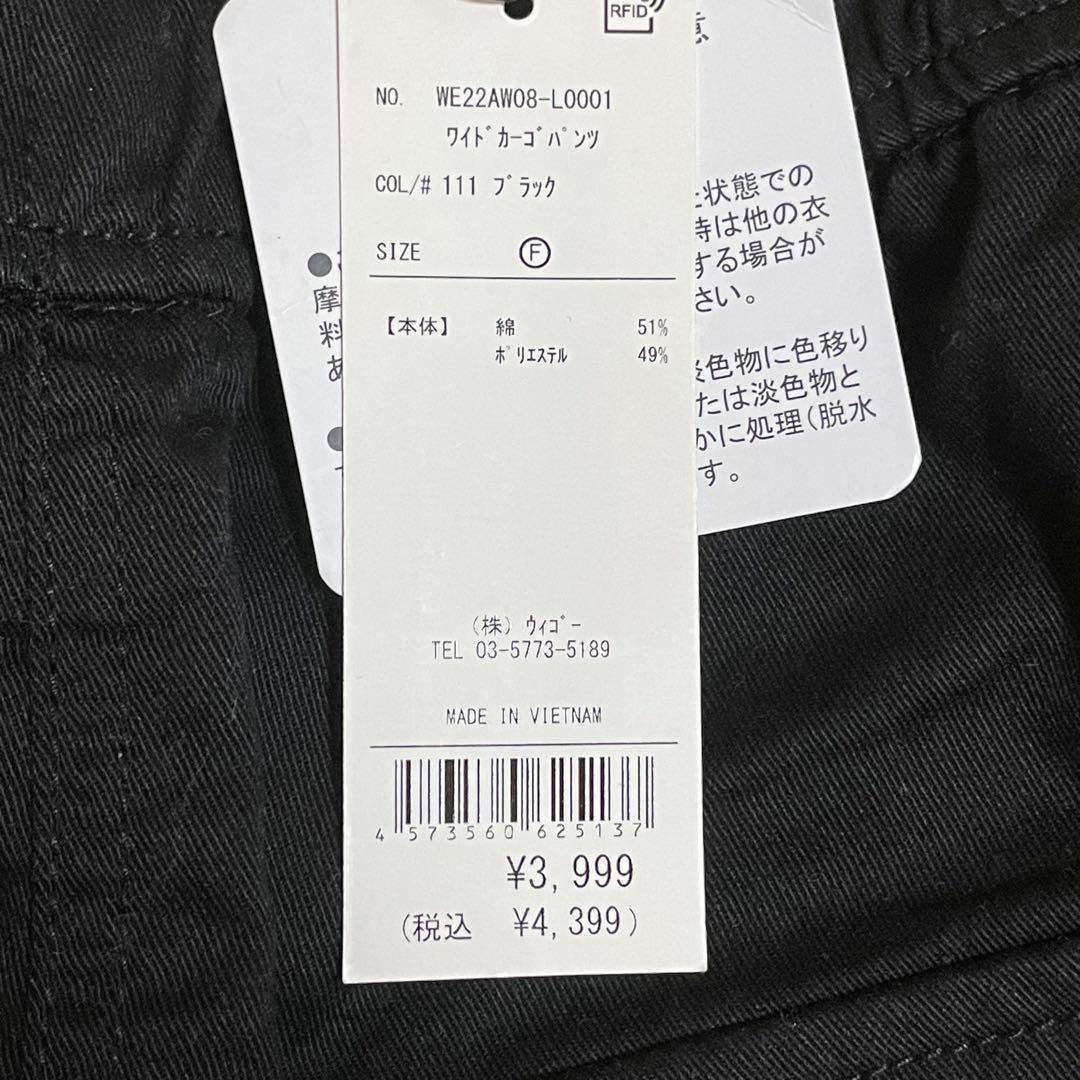 RFID
NO. WE22AW08-L0001
ﾜｲﾄﾞｶｰｺﾞﾊﾟﾝﾂ
COL/# 111 ﾌﾞﾗｯｸ
SIZE Ⓕ
【本体】 綿 51%
ﾎﾟﾘｴｽﾃﾙ 49%
(株) ｳｨｺﾞｰ
TEL 03-5773-5189
MADE IN VIETNAM
4 573560 625137
¥3,999
(税込 ¥4,399)
状態での
時は他の衣
する場合が
さい。
淡色物に色移り
たは淡色物と
かに処理(脱水
す。
摩
料
あ